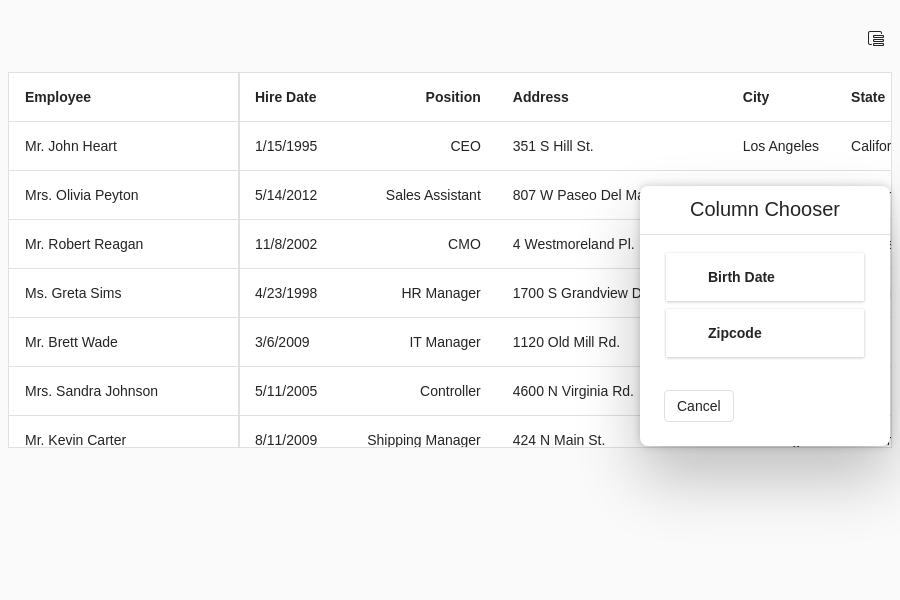 Employee Hire Date Position Address City State
Mr. John Heart 1/15/1995 CEO 351 S Hill St. Los Angeles Califor
Mrs. Olivia Peyton 5/14/2012 Sales Assistant 807 W Paseo Del Ma
Mr. Robert Reagan 11/8/2002 CMO 4 Westmoreland Pl.
Ms. Greta Sims 4/23/1998 HR Manager 1700 S Grandview D
Mr. Brett Wade 3/6/2009 IT Manager 1120 Old Mill Rd.
Mrs. Sandra Johnson 5/11/2005 Controller 4600 N Virginia Rd.
Mr. Kevin Carter 8/11/2009 Shipping Manager 424 N Main St.
Column Chooser
Birth Date
Zipcode
Cancel